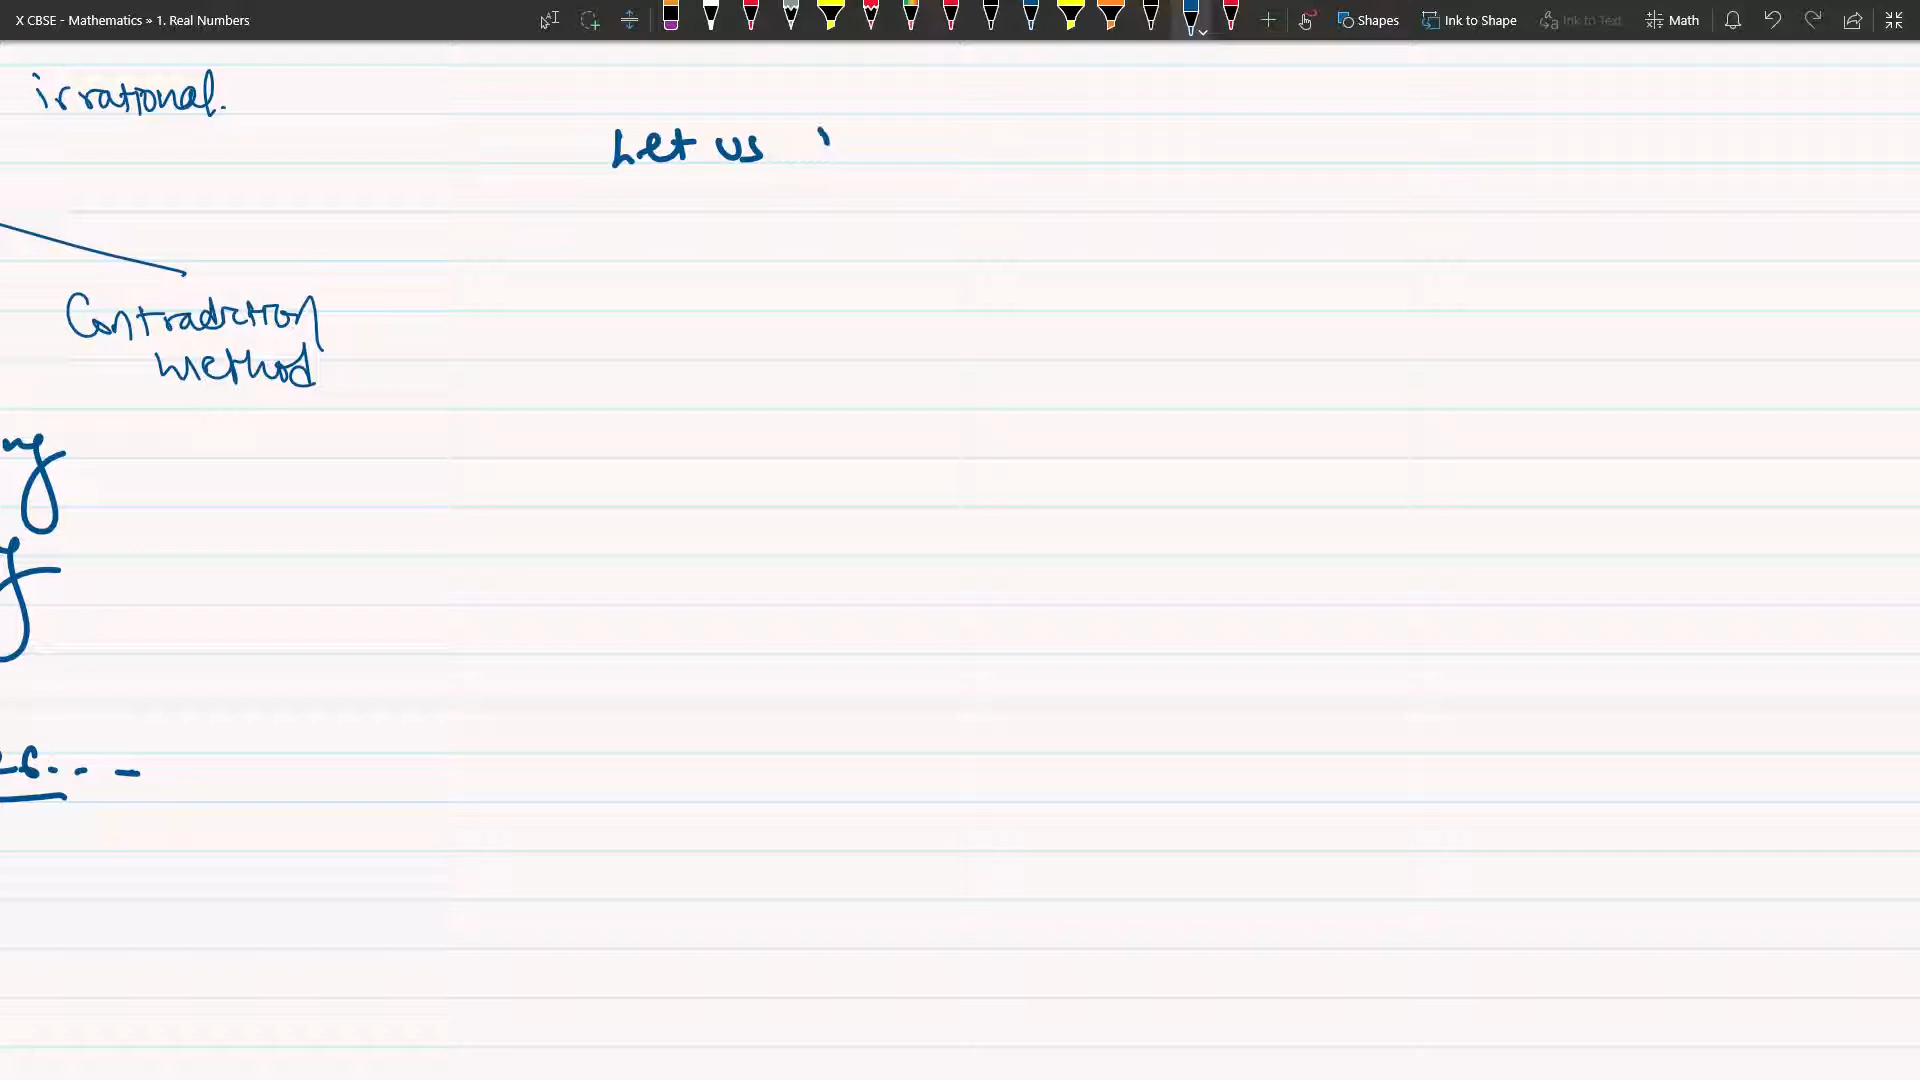 X CBSE - Mathematics » 1. Real Numbers
Shapes
Ink to Shape
Ink to Text
Math
irrational.
Let us
Contradiction
method